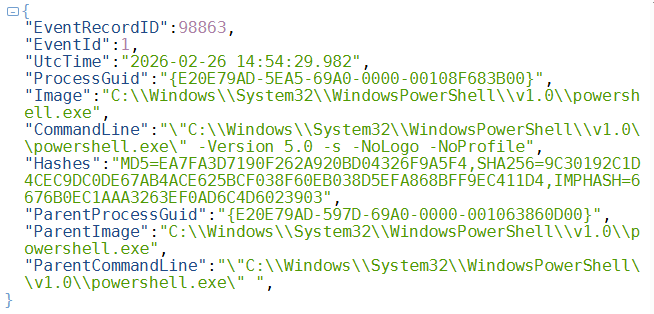 {
"EventRecordID":98863,
"EventId":1,
"UtcTime":"2026-02-26 14:54:29.982",
"ProcessGuid":"{E20E79AD-5EA5-69A0-0000-00108F683B00}",
"Image":"C:\\Windows\\System32\\WindowsPowerShell\\v1.0\\powersh
ell.exe",
"CommandLine":"\"C:\\Windows\\System32\\WindowsPowerShell\\v1.0\
\powershell.exe\" -Version 5.0 -s -NoLogo -NoProfile",
"Hashes":"MD5=EA7FA3D7190F262A920BD04326F9A5F4,SHA256=9C30192C1D
4CEC9DC0DE67AB4ACE625BCF038F60EB038D5EFA868BFF9EC411D4,IMPHASH=6
676B0EC1AAA3263EF0AD6C4D6023903",
"ParentProcessGuid":"{E20E79AD-597D-69A0-0000-001063860D00}",
"ParentImage":"C:\\Windows\\System32\\WindowsPowerShell\\v1.0\\p
owershell.exe",
"ParentCommandLine":"\"C:\\Windows\\System32\\WindowsPowerShell\
\v1.0\\powershell.exe\" ",
}